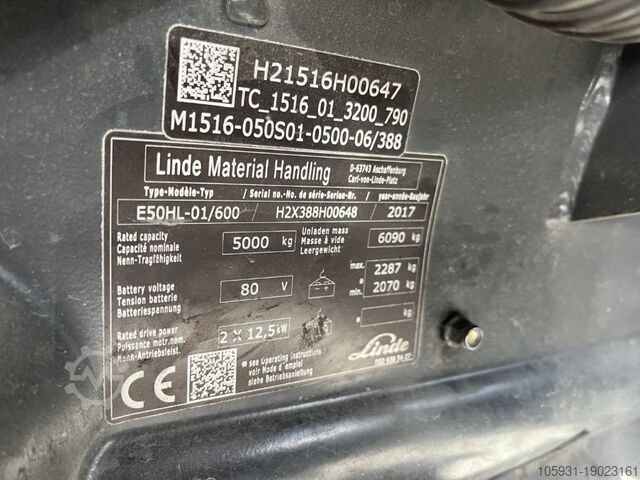 H21516H00647
TC_1516_01_3200_790
M1516-050S01-0500-06/388
Linde Material Handling
D-63743 Aschaffenburg
Carl-von-Linde-Platz
Type-Modèle-Typ / Serial no.-No. de série-Serien-Nr. / year-année-Baujahr
E50HL-01/600 / H2X388H00648 / 2017
Rated capacity
Capacité nominale
Nenn-Tragfähigkeit
5000 kg
Unladen mass
Masse à vide
Leergewicht
6090 kg
Battery voltage
Tension batterie
Batteriespannung
80 V
- +
max. 2287 kg
* min. 2070 kg
Rated drive power
Puissance motr.nom.
Nenn-Antriebsleist.
2 X 12,5 kW
* kg
CE
* see Operating instructions
voir Mode d'emploi
siehe Betriebsanleitung
Linde
105931-19023161